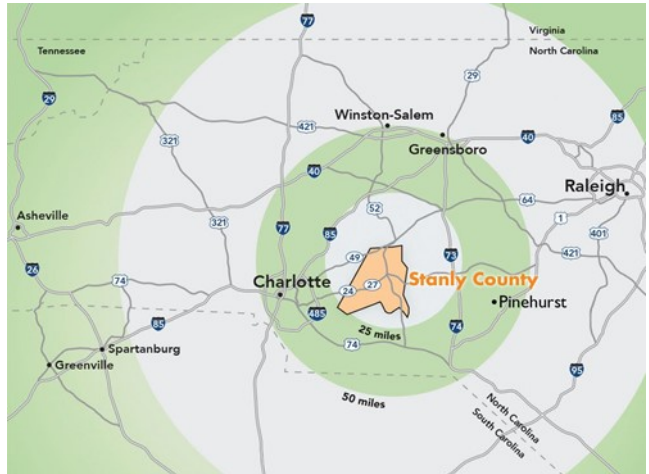 77
Virginia
North Carolina
Tennessee
29
29
Winston-Salem
421
85
321
Greensboro
40
40
64
Raleigh
52
321
1
Asheville
77
85
401
421
49
73
26
Stanly County
74
Charlotte
24
27
Pinehurst
485
85
25 miles
74
74
Spartanburg
Greenville
95
50 miles
North Carolina
South Carolina